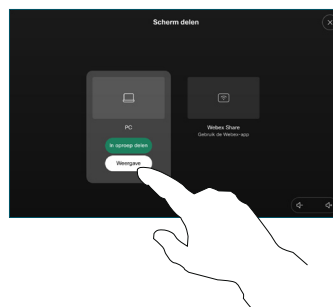 Scherm delen
PC
In oproep delen
Weergave
Webex Share
Gebruik de Webex-app